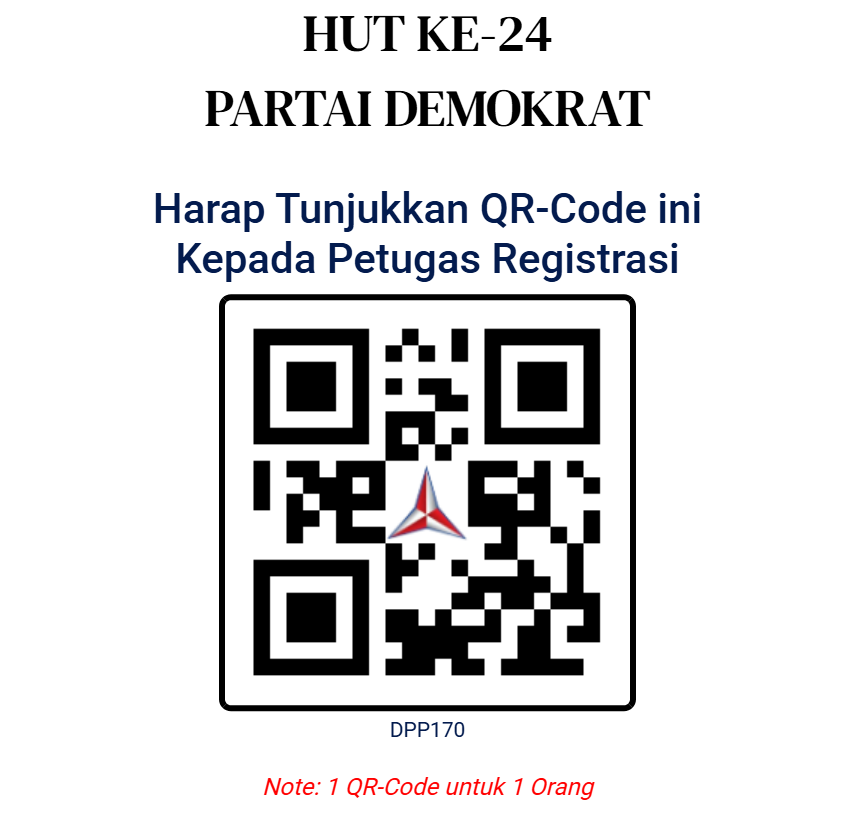 HUT KE-24
PARTAI DEMOKRAT
Harap Tunjukkan QR-Code ini
Kepada Petugas Registrasi
DPP170
Note: 1 QR-Code untuk 1 Orang